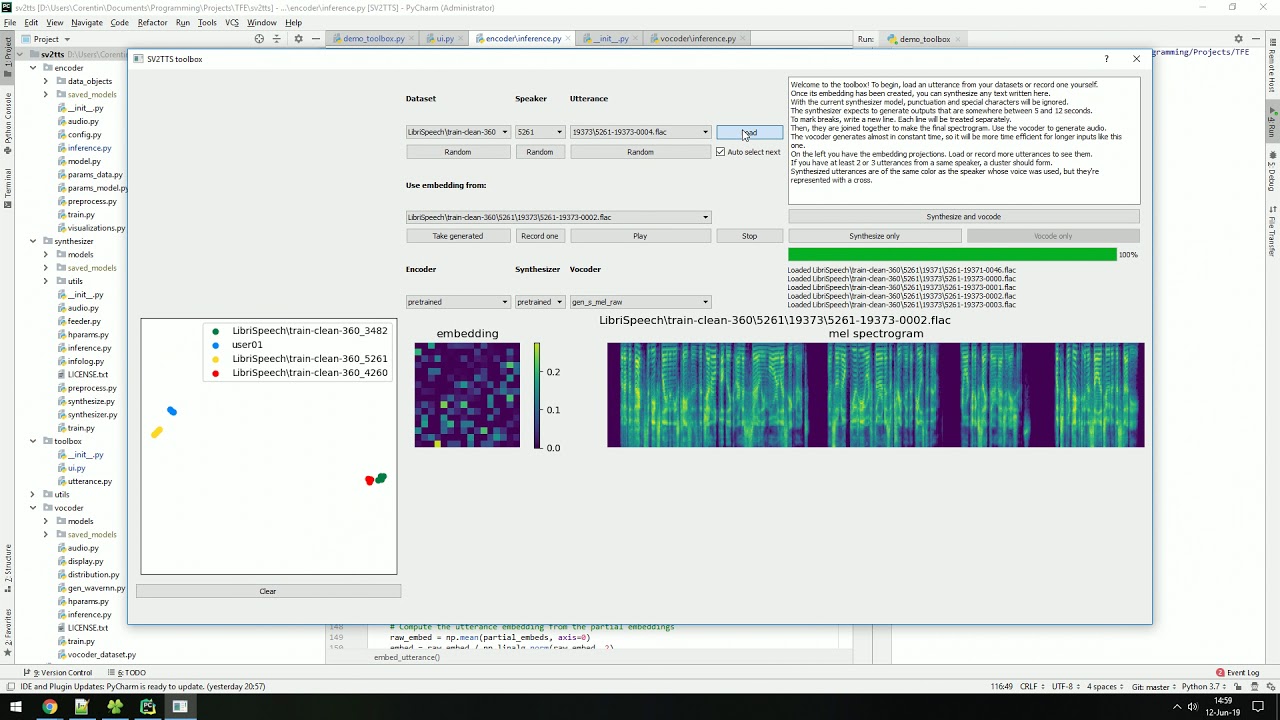 sv2tts [D:\Users\Corentin\Documents\Programming\Projects\TFE\sv2tts] - ...\encoder\inference.py [SV2TTS] - PyCharm (Administrator)
File Edit View Navigate Code Refactor Run Tools VCS Window Help
Project
demo_toolbox.py
ui.py
encoder\inference.py
__init__.py
vocoder\inference.py
Run:
demo_toolbox
1: Project
Python Console
Terminal
7: Structure
2: Favorites
Remote Host
4: Run
5: Debug
File Transfer
sv2tts D:\Users\Corenti
encoder
data_objects
saved_models
__init__.py
audio.py
config.py
inference.py
model.py
params_data.py
params_model.py
preprocess.py
train.py
visualizations.py
synthesizer
models
saved_models
utils
__init__.py
audio.py
feeder.py
hparams.py
inference.py
infolog.py
LICENSE.txt
preprocess.py
synthesize.py
synthesizer.py
train.py
toolbox
__init__.py
ui.py
utterance.py
utils
vocoder
models
saved_models
audio.py
display.py
distribution.py
gen_wavernn.py
hparams.py
inference.py
LICENSE.txt
train.py
vocoder_dataset.py
gramming/Projects/TFE
SV2TTS toolbox
?
Dataset Speaker Utterance
LibriSpeech\train-clean-360 5261 19373\5261-19373-0004.flac
Random Random Random Auto select next
Use embedding from:
LibriSpeech\train-clean-360\5261\19373\5261-19373-0002.flac
Take generated Record one Play Stop
Encoder Synthesizer Vocoder
pretrained pretrained gen_s_mel_raw
Welcome to the toolbox! To begin, load an utterance from your datasets or record one yourself.
Once its embedding has been created, you can synthesize any text written here.
With the current synthesizer model, punctuation and special characters will be ignored.
The synthesizer expects to generate outputs that are somewhere between 5 and 12 seconds.
To mark breaks, write a new line. Each line will be treated separately.
Then, they are joined together to make the final spectrogram. Use the vocoder to generate audio.
The vocoder generates almost in constant time, so it will be more time efficient for longer inputs like this
one.
On the left you have the embedding projections. Load or record more utterances to see them.
If you have at least 2 or 3 utterances from a same speaker, a cluster should form.
Synthesized utterances are of the same color as the speaker whose voice was used, but they're
represented with a cross.
Synthesize and vocode
Synthesize only Vocode only
100%
Loaded LibriSpeech\train-clean-360\5261\19371\5261-19371-0046.flac
Loaded LibriSpeech\train-clean-360\5261\19373\5261-19373-0000.flac
Loaded LibriSpeech\train-clean-360\5261\19373\5261-19373-0001.flac
Loaded LibriSpeech\train-clean-360\5261\19373\5261-19373-0002.flac
Loaded LibriSpeech\train-clean-360\5261\19373\5261-19373-0003.flac
LibriSpeech\train-clean-360_3482
user01
LibriSpeech\train-clean-360_5261
LibriSpeech\train-clean-360_4260
LibriSpeech\train-clean-360\5261\19373\5261-19373-0002.flac
embedding
mel spectrogram
0.2
0.1
0.0
Clear
148 # Compute the utterance embedding from the partial embeddings
149 raw_embed = np.mean(partial_embeds, axis=0)
150 embed = raw_embed / np.linalg.norm(raw_embed, 2)
embed_utterance()
9: Version Control 6: TODO
2 Event Log
IDE and Plugin Updates: PyCharm is ready to update. (yesterday 20:57)
116:49 CRLF UTF-8 4 spaces Git: master Python 3.7
14:59
12-Jun-19